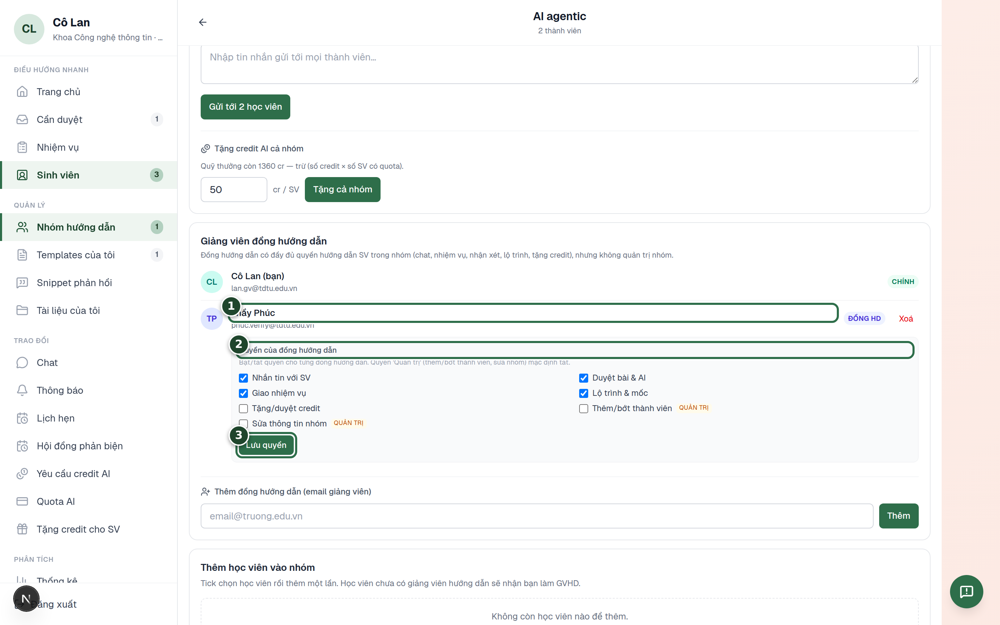 CL
Cô Lan
Khoa Công nghệ thông tin · ...
ĐIỀU HƯỚNG NHANH
Trang chủ
Cần duyệt 1
Nhiệm vụ
Sinh viên 3
QUẢN LÝ
Nhóm hướng dẫn 1
Templates của tôi 1
Snippet phản hồi
Tài liệu của tôi
TRAO ĐỔI
Chat
Thông báo
Lịch hẹn
Hội đồng phản biện
Yêu cầu credit AI
Quota AI
Tặng credit cho SV
PHÂN TÍCH
Thống kê
N
Đăng xuất
AI agentic
2 thành viên
Nhập tin nhắn gửi tới mọi thành viên...
Gửi tới 2 học viên
Tặng credit AI cả nhóm
Quỹ thưởng còn 1360 cr — trừ (số credit × số SV có quota).
50 cr / SV Tặng cả nhóm
Giảng viên đồng hướng dẫn
Đồng hướng dẫn có đầy đủ quyền hướng dẫn SV trong nhóm (chat, nhiệm vụ, nhận xét, lộ trình, tặng credit), nhưng không quản trị nhóm.
CL
Cô Lan (bạn)
CHÍNH
lan.gv@tdtu.edu.vn
1
TP
Thầy Phúc
ĐỒNG HD Xoá
phuc.verify@tdtu.edu.vn
2
Quyền của đồng hướng dẫn
Bật/tắt quyền cho từng đồng hướng dẫn. Quyền 'Quản trị' (thêm/bớt thành viên, sửa nhóm) mặc định tắt.
Nhắn tin với SV Duyệt bài & AI
Giao nhiệm vụ Lộ trình & mốc
Tặng/duyệt credit Thêm/bớt thành viên QUẢN TRỊ
Sửa thông tin nhóm QUẢN TRỊ
3
Lưu quyền
Thêm đồng hướng dẫn (email giảng viên)
email@truong.edu.vn Thêm
Thêm học viên vào nhóm
Tick chọn học viên rồi thêm một lần. Học viên chưa có giảng viên hướng dẫn sẽ nhận bạn làm GVHD.
Không còn học viên nào để thêm.